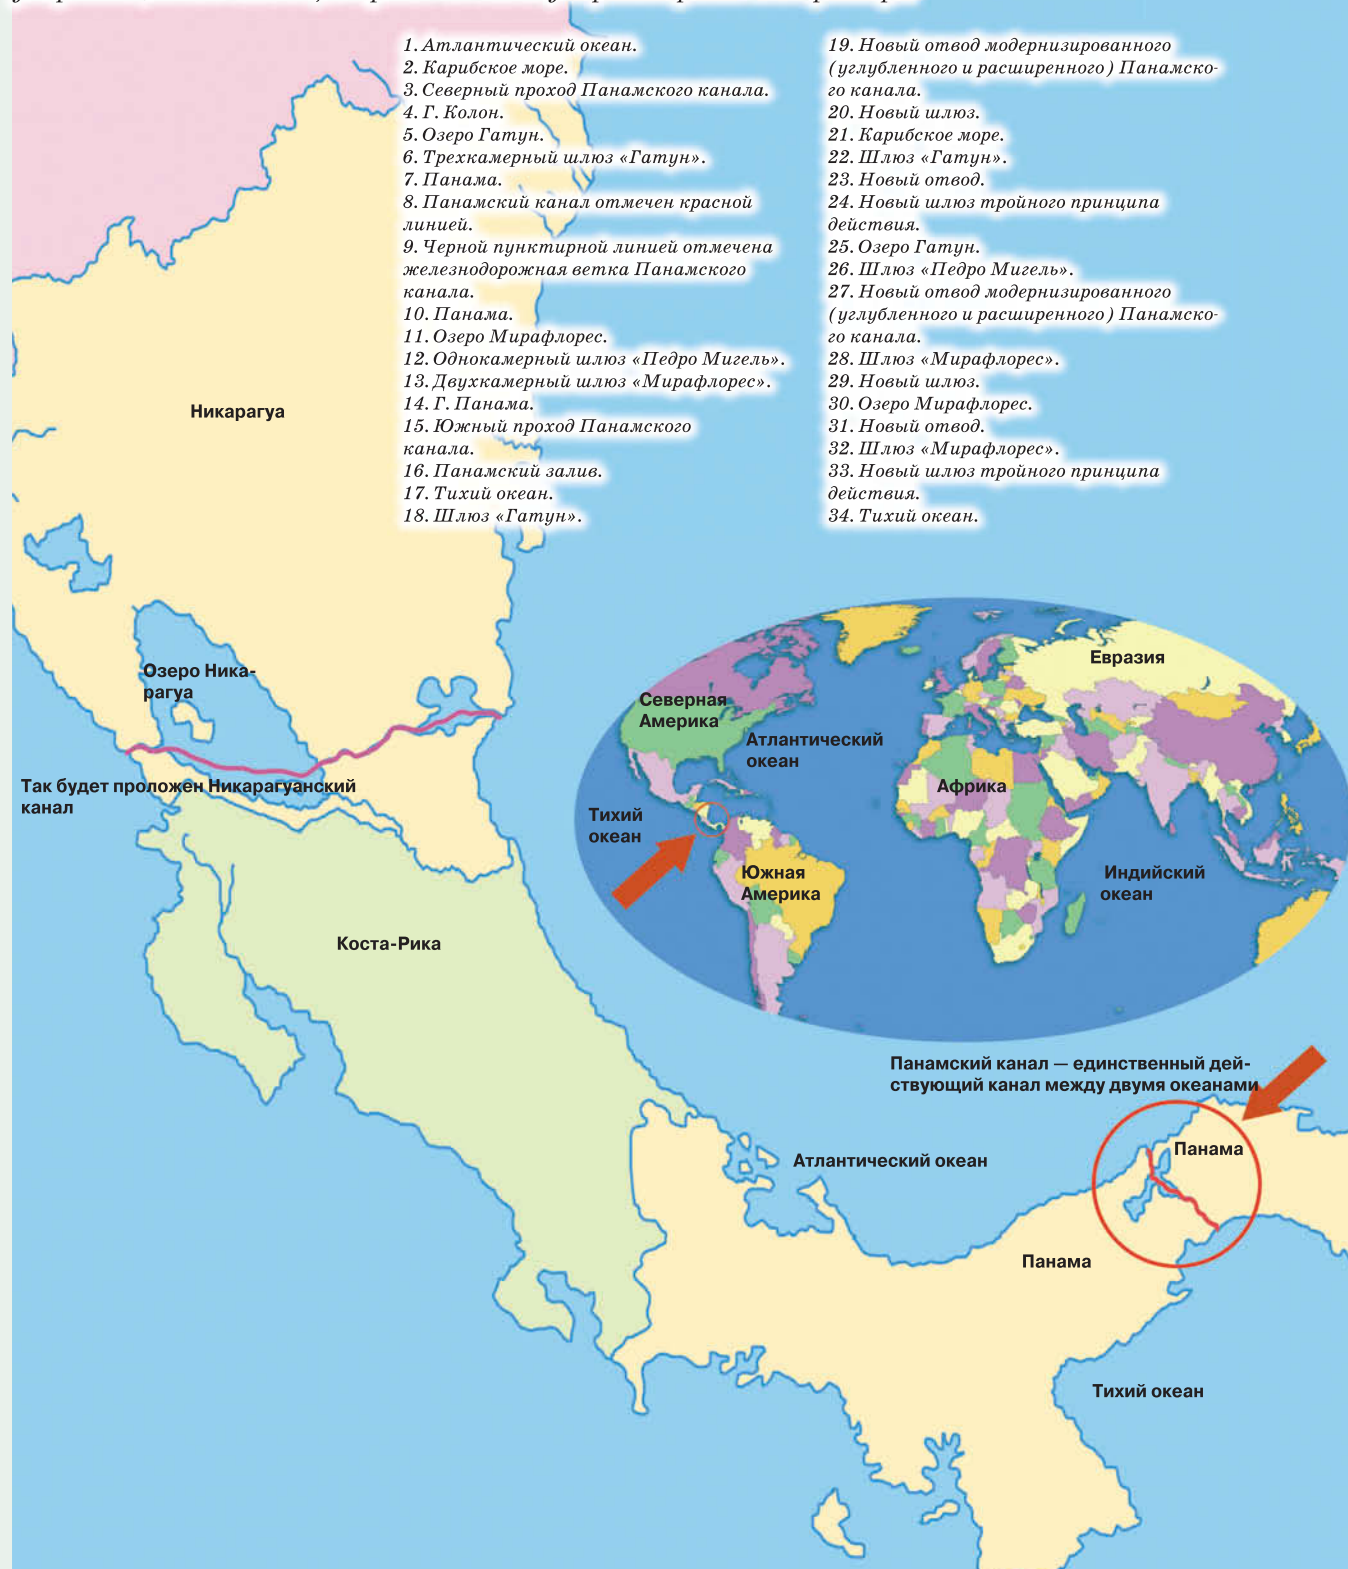 1. Атлантический океан.
2. Карибское море.
3. Северный проход Панамского канала.
4. Г. Колон.
5. Озеро Гатун.
6. Трехкамерный шлюз «Гатун».
7. Панама.
8. Панамский канал отмечен красной
линией.
9. Черной пунктирной линией отмечена
железнодорожная ветка Панамского
канала.
10. Панама.
11. Озеро Мирафлорес.
12. Однокамерный шлюз «Педро Мигель».
13. Двухкамерный шлюз «Мирафлорес».
14. Г. Панама.
15. Южный проход Панамского
канала.
16. Панамский залив.
17. Тихий океан.
18. Шлюз «Гатун».
19. Новый отвод модернизированного
(углубленного и расширенного) Панамско-
го канала.
20. Новый шлюз.
21. Карибское море.
22. Шлюз «Гатун».
23. Новый отвод.
24. Новый шлюз тройного принципа
действия.
25. Озеро Гатун.
26. Шлюз «Педро Мигель».
27. Новый отвод модернизированного
(углубленного и расширенного) Панамско-
го канала.
28. Шлюз «Мирафлорес».
29. Новый шлюз.
30. Озеро Мирафлорес.
31. Новый отвод.
32. Шлюз «Мирафлорес».
33. Новый шлюз тройного принципа
действия.
34. Тихий океан.
Никарагуа
Озеро Ника-
рагуа
Так будет проложен Никарагуанский
канал
Коста-Рика
Евразия
Северная
Америка
Атлантический
океан
Африка
Тихий
океан
Южная
Америка
Индийский
океан
Панамский канал — единственный дей-
ствующий канал между двумя океанами
Панама
Атлантический океан
Панама
Тихий океан